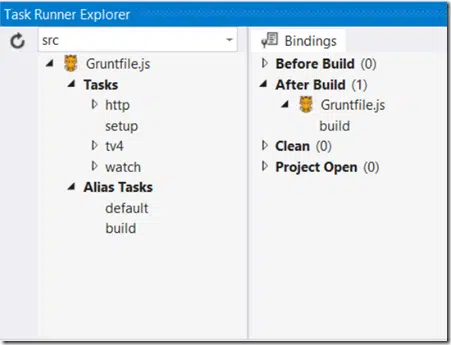 Task Runner Explorer
src
Gruntfile.js
Tasks
http
setup
tv4
watch
Alias Tasks
default
build
Bindings
Before Build (0)
After Build (1)
Gruntfile.js
build
Clean (0)
Project Open (0)